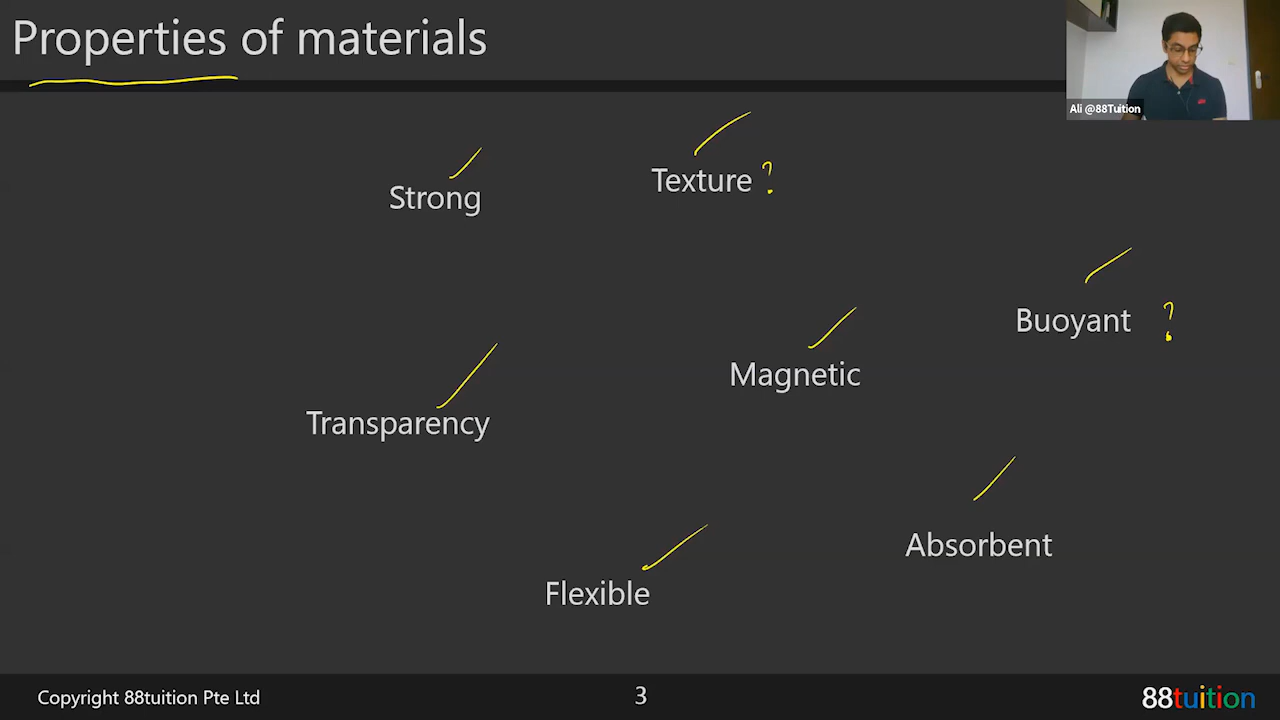 Properties of materials
Ali @88Tuition
Strong
Texture ?
Buoyant ?
Magnetic
Transparency
Absorbent
Flexible
Copyright 88tuition Pte Ltd
3
88tuition